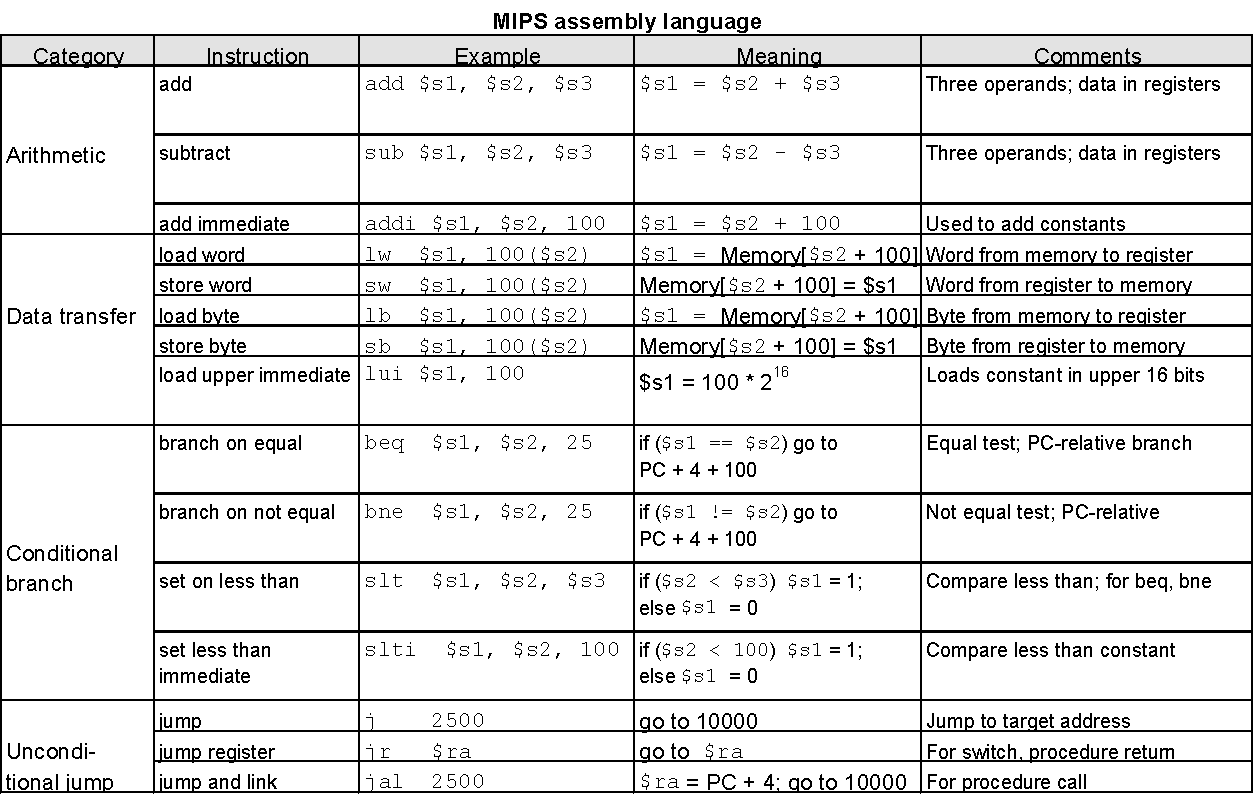 MIPS assembly language
Category Instruction Example Meaning Comments
Arithmetic
add add $s1, $s2, $s3 $s1 = $s2 + $s3 Three operands; data in registers
subtract sub $s1, $s2, $s3 $s1 = $s2 - $s3 Three operands; data in registers
add immediate addi $s1, $s2, 100 $s1 = $s2 + 100 Used to add constants
Data transfer
load word lw $s1, 100($s2) $s1 = Memory[$s2 + 100] Word from memory to register
store word sw $s1, 100($s2) Memory[$s2 + 100] = $s1 Word from register to memory
load byte lb $s1, 100($s2) $s1 = Memory[$s2 + 100] Byte from memory to register
store byte sb $s1, 100($s2) Memory[$s2 + 100] = $s1 Byte from register to memory
load upper immediate lui $s1, 100 $s1 = 100 * 2^16 Loads constant in upper 16 bits
Conditional
branch
branch on equal beq $s1, $s2, 25 if ($s1 == $s2) go to Equal test; PC-relative branch
PC + 4 + 100
branch on not equal bne $s1, $s2, 25 if ($s1 != $s2) go to Not equal test; PC-relative
PC + 4 + 100
set on less than slt $s1, $s2, $s3 if ($s2 < $s3) $s1 = 1; Compare less than; for beq, bne
else $s1 = 0
set less than slti $s1, $s2, 100 if ($s2 < 100) $s1 = 1; Compare less than constant
immediate else $s1 = 0
Uncondi-
tional jump
jump j 2500 go to 10000 Jump to target address
jump register jr $ra go to $ra For switch, procedure return
jump and link jal 2500 $ra = PC + 4; go to 10000 For procedure call